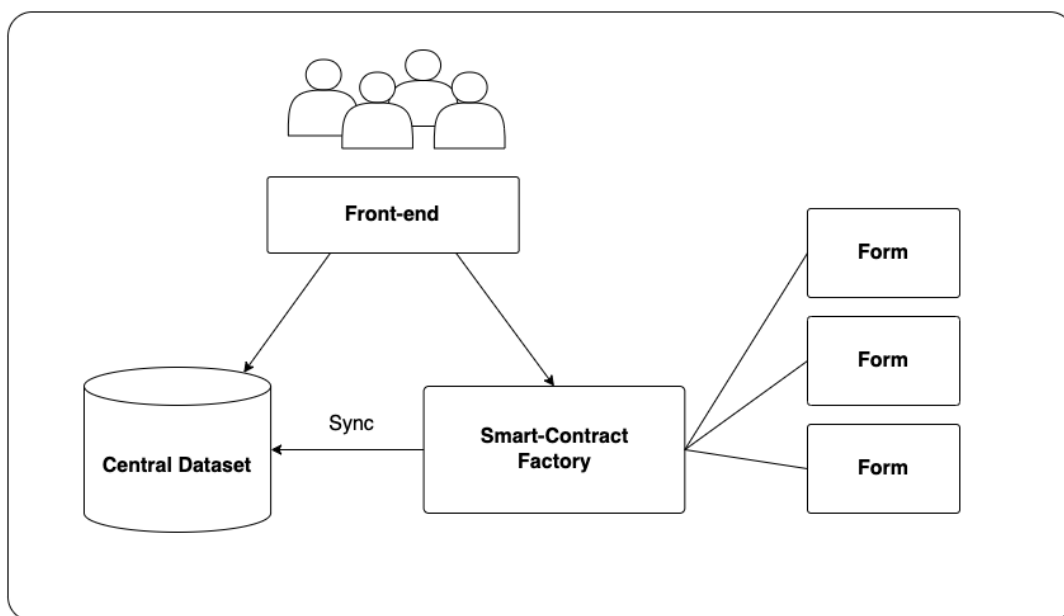 Front-end
Form
Form
Sync
Smart-Contract
Factory
Central Dataset
Form